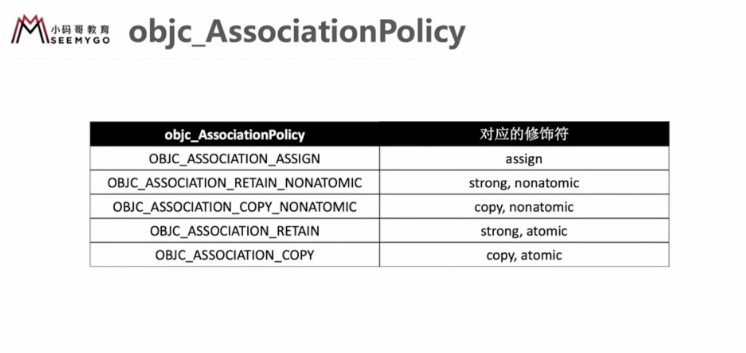 小码哥教育
SEEMYGO
objc_AssociationPolicy
objc_AssociationPolicy 对应的修饰符
OBJC_ASSOCIATION_ASSIGN assign
OBJC_ASSOCIATION_RETAIN_NONATOMIC strong, nonatomic
OBJC_ASSOCIATION_COPY_NONATOMIC copy, nonatomic
OBJC_ASSOCIATION_RETAIN strong, atomic
OBJC_ASSOCIATION_COPY copy, atomic